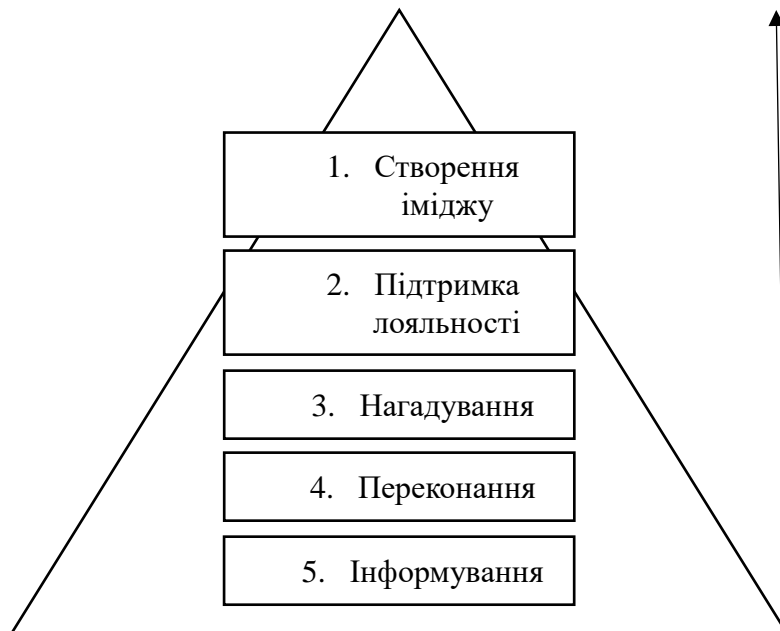 1. Створення
іміджу
2. Підтримка
лояльності
3. Нагадування
4. Переконання
5. Інформування